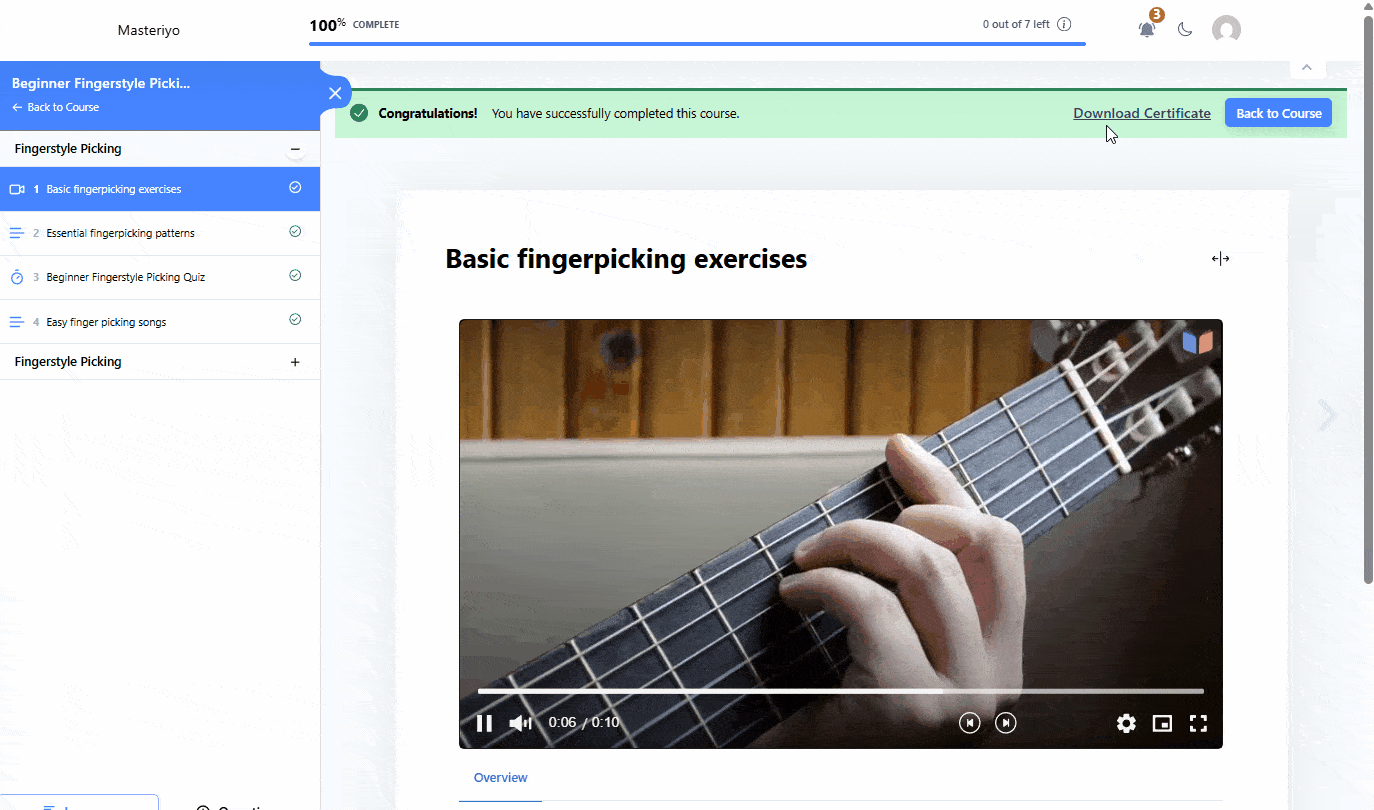 Masteriyo
100% COMPLETE
0 out of 7 left
3
Beginner Fingerstyle Picki...
Back to Course
Congratulations! You have successfully completed this course.
Download Certificate
Back to Course
Fingerstyle Picking
1 Basic fingerpicking exercises
2 Essential fingerpicking patterns
3 Beginner Fingerstyle Picking Quiz
4 Easy finger picking songs
Fingerstyle Picking
Basic fingerpicking exercises
0:06 / 0:10
Overview